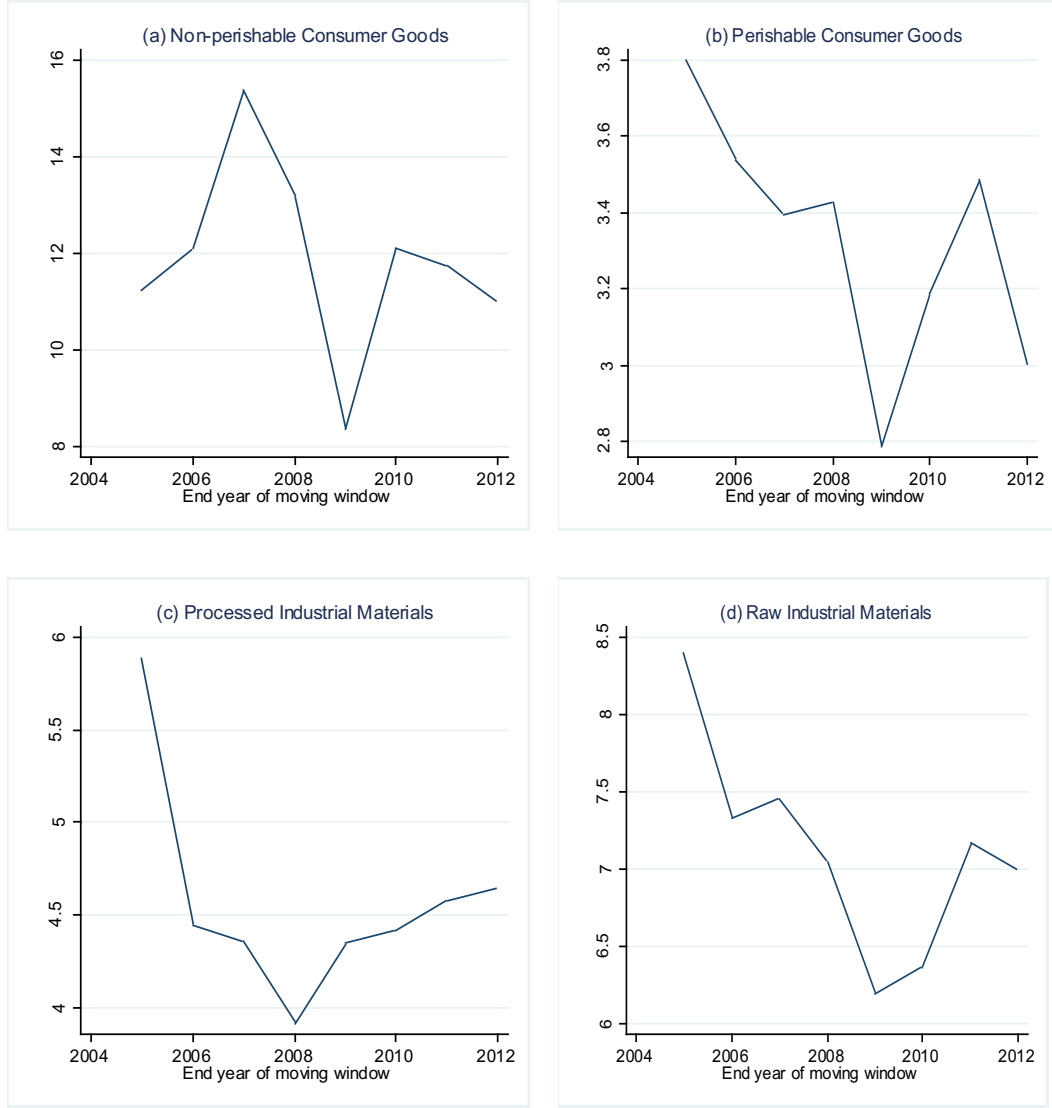 (a) Non-perishable Consumer Goods
16
14
12
10
8
2004 2006 2008 2010 2012
End year of moving window
(b) Perishable Consumer Goods
3.8
3.6
3.4
3.2
3
2.8
2004 2006 2008 2010 2012
End year of moving window
(c) Processed Industrial Materials
6
5.5
5
4.5
4
2004 2006 2008 2010 2012
End year of moving window
(d) Raw Industrial Materials
8.5
8
7.5
7
6.5
6
2004 2006 2008 2010 2012
End year of moving window